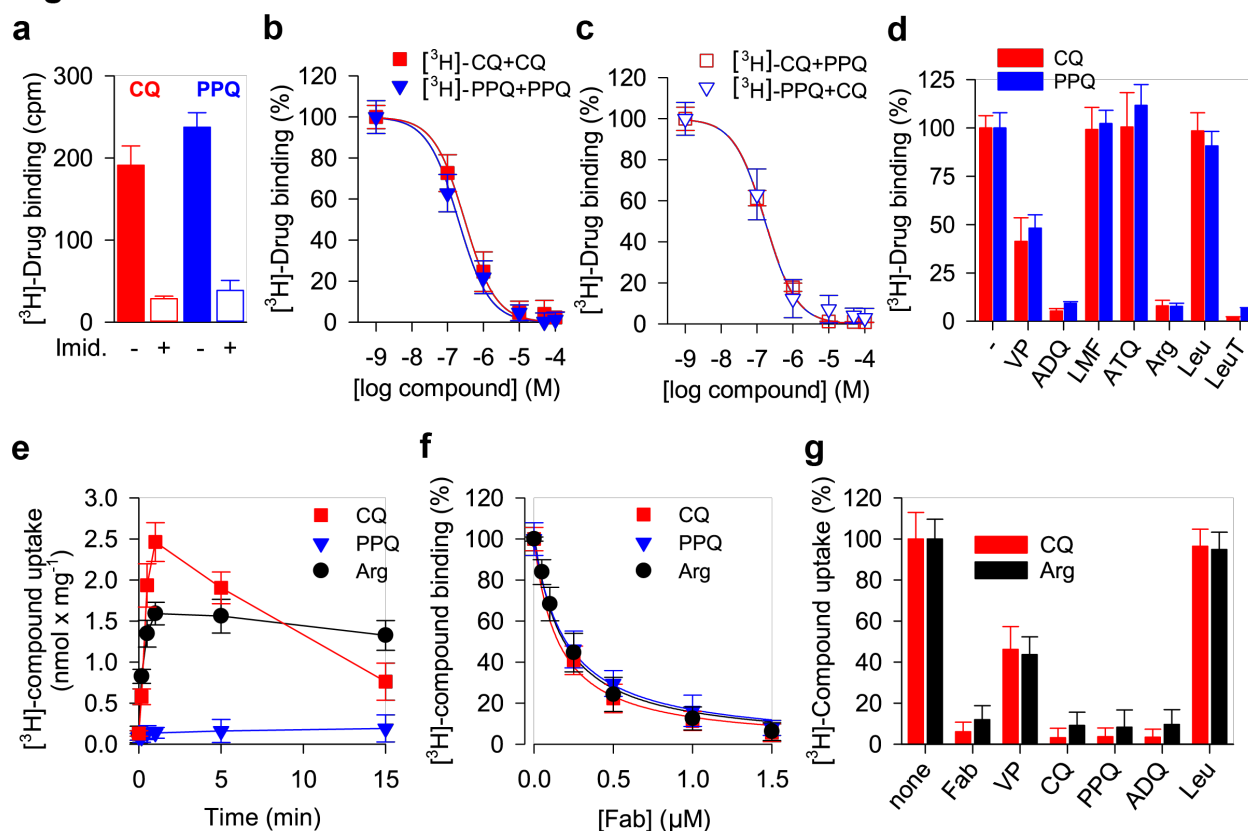 a
[³H]-Drug binding (cpm)
300
200
100
0
CQ PPQ
Imid. - + - +
b
[³H]-CQ+CQ
[³H]-PPQ+PPQ
[³H]-Drug binding (%)
120
100
80
60
40
20
0
-9 -8 -7 -6 -5 -4
[log compound] (M)
c
[³H]-CQ+PPQ
[³H]-PPQ+CQ
[³H]-Drug binding (%)
120
100
80
60
40
20
0
-9 -8 -7 -6 -5 -4
[log compound] (M)
d
CQ
PPQ
[³H]-Drug binding (%)
125
100
75
50
25
0
- VP ADQ LMF ATQ Arg Leu LeuT
e
[³H]-compound uptake
(nmol x mg⁻¹)
3.0
2.5
2.0
1.5
1.0
0.5
0.0
CQ
PPQ
Arg
0 5 10 15
Time (min)
f
[³H]-compound binding (%)
120
100
80
60
40
20
0
CQ
PPQ
Arg
0.0 0.5 1.0 1.5
[Fab] (µM)
g
[³H]-Compound uptake (%)
120
100
80
60
40
20
0
CQ
Arg
none Fab VP CQ PPQ ADQ Leu